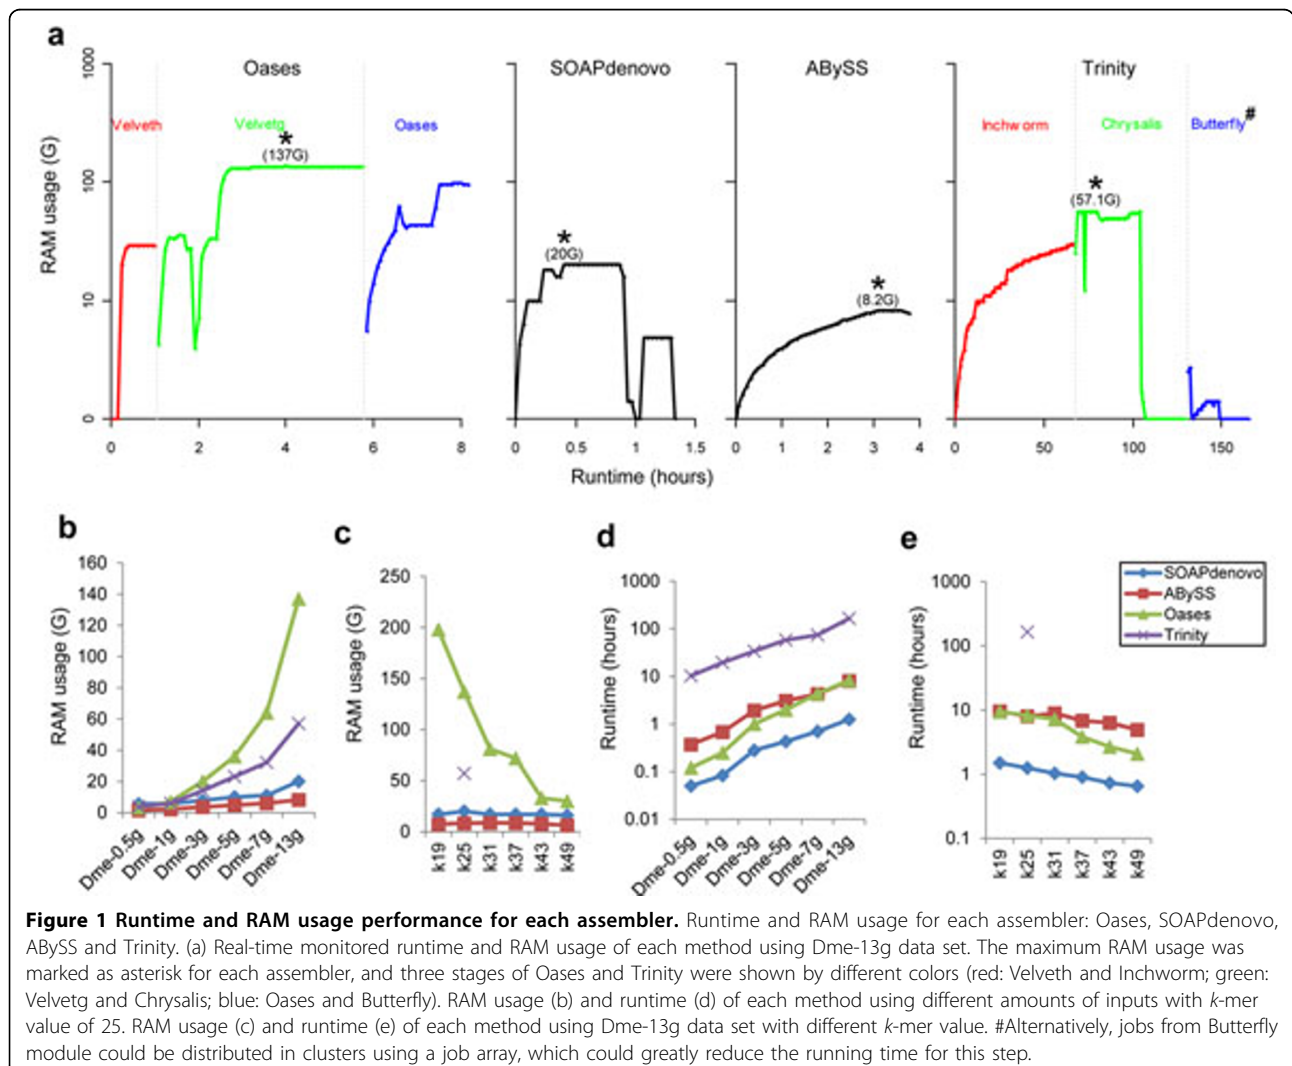 a
Oases
SOAPdenovo
ABySS
Trinity
Velveth
Velvetg
Oases
Inchworm
Chrysalis
Butterfly#
*
(137G)
*
(20G)
*
(8.2G)
*
(57.1G)
RAM usage (G)
1000
100
10
0
0 2 4 6 8
0 0.5 1 1.5
0 1 2 3 4
0 50 100 150
Runtime (hours)
b
RAM usage (G)
160
140
120
100
80
60
40
20
0
Dme-0.5g
Dme-1g
Dme-3g
Dme-5g
Dme-7g
Dme-13g
c
RAM usage (G)
250
200
150
100
50
0
k19
k25
k31
k37
k43
k49
d
Runtime (hours)
1000
100
10
1
0.1
0.01
Dme-0.5g
Dme-1g
Dme-3g
Dme-5g
Dme-7g
Dme-13g
e
Runtime (hours)
1000
100
10
1
0.1
k19
k25
k31
k37
k43
k49
SOAPdenovo
ABySS
Oases
Trinity
Figure 1 Runtime and RAM usage performance for each assembler. Runtime and RAM usage for each assembler: Oases, SOAPdenovo,
ABySS and Trinity. (a) Real-time monitored runtime and RAM usage of each method using Dme-13g data set. The maximum RAM usage was
marked as asterisk for each assembler, and three stages of Oases and Trinity were shown by different colors (red: Velveth and Inchworm; green:
Velvetg and Chrysalis; blue: Oases and Butterfly). RAM usage (b) and runtime (d) of each method using different amounts of inputs with k-mer
value of 25. RAM usage (c) and runtime (e) of each method using Dme-13g data set with different k-mer value. #Alternatively, jobs from Butterfly
module could be distributed in clusters using a job array, which could greatly reduce the running time for this step.